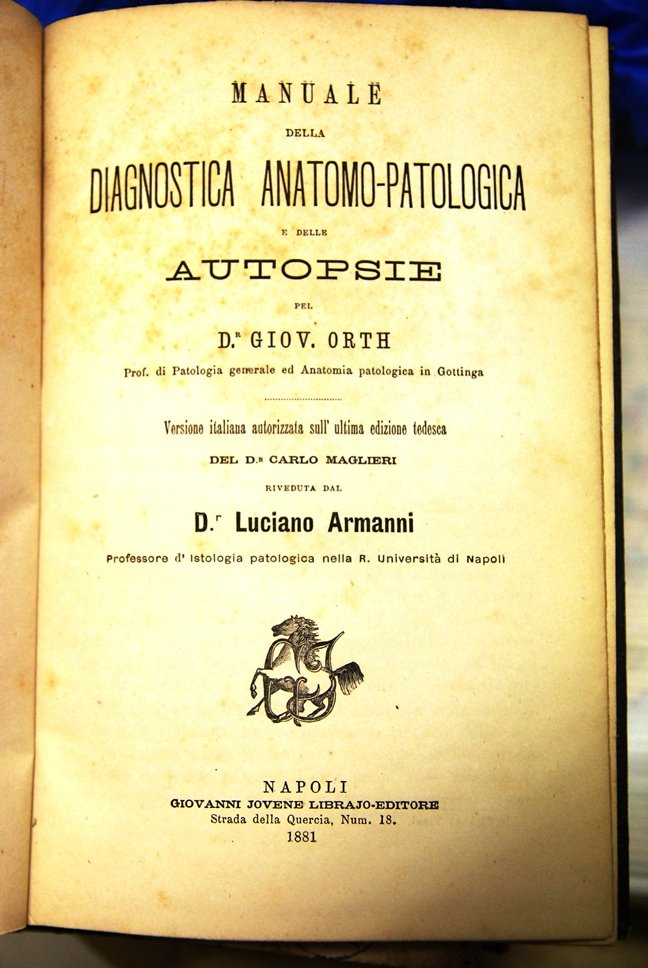 MANUALE
DELLA
DIAGNOSTICA ANATOMO-PATOLOGICA
E DELLE
AUTOPSIE
PEL
D.R GIOV. ORTH
Prof. di Patologia generale ed Anatomia patologica in Gottinga
Versione italiana autorizzata sull' ultima edizione tedesca
DEL D.R CARLO MAGLIERI
RIVEDUTA DAL
D.r Luciano Armanni
Professore d' Istologia patologica nella R. Università di Napoli
NAPOLI
GIOVANNI JOVENE LIBRAJO-EDITORE
Strada della Quercia, Num. 18.
1881